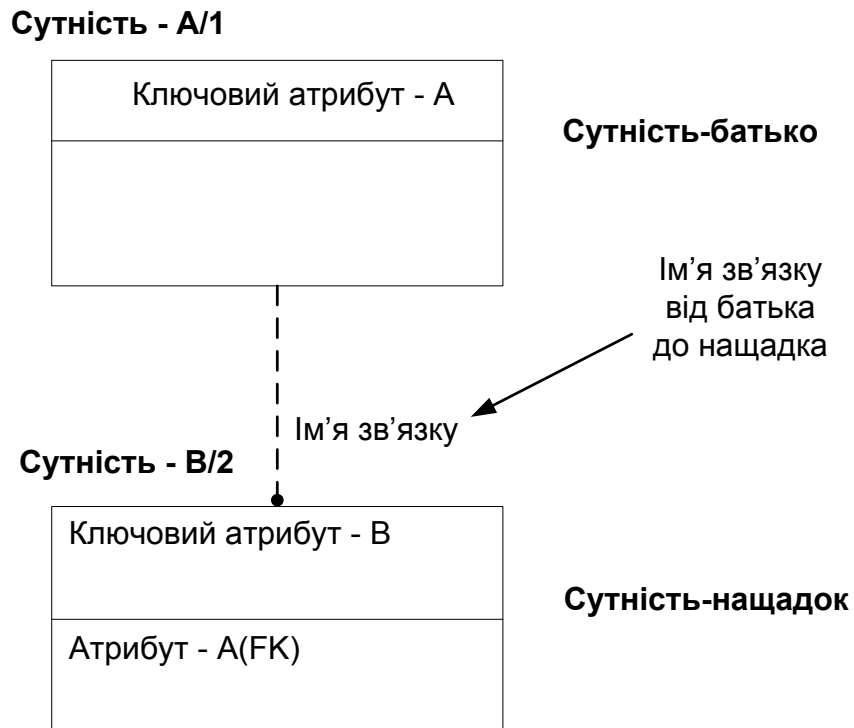 Сутність - А/1
Ключовий атрибут - А
Сутність-батько
Ім’я зв’язку
від батька
до нащадка
Ім’я зв’язку
Сутність - В/2
Ключовий атрибут - В
Сутність-нащадок
Атрибут - А(FK)